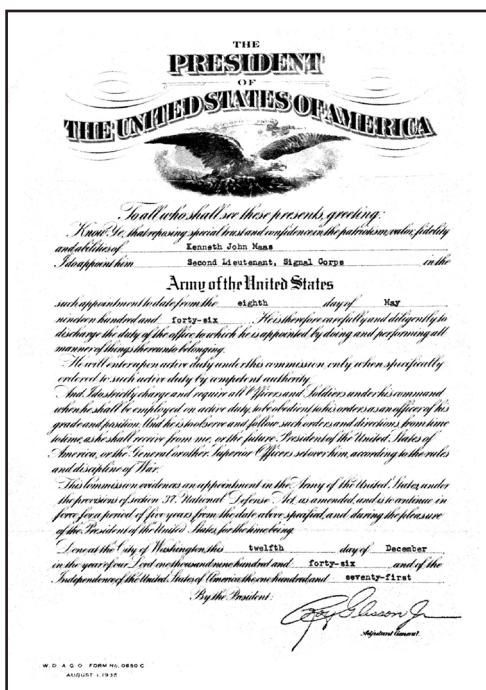 THE
PRESIDENT
OF
THE UNITED STATES OF AMERICA
To all who shall see these presents, greeting:
Know Ye, that reposing special trust and confidence in the patriotism, valor, fidelity
and abilities of Kenneth John Maas
I do appoint him Second Lieutenant, Signal Corps in the
Army of the United States
such appointment to date from the eighth day of May
nineteen hundred and forty-six . He is therefore carefully and diligently to
discharge the duty of the office to which he is appointed by doing and performing all
manner of things thereunto belonging.
He will enter upon active duty under this commission only when specifically
ordered to such active duty by competent authority.
And I do strictly charge and require all Officers and Soldiers under his command
when he shall be employed on active duty, to be obedient to his orders as an officer of his
grade and position. And he is to observe and follow such orders and directions, from time
to time, as he shall receive from me, or the future President of the United States of
America, or the General or other Superior Officers set over him, according to the rules
and discipline of War.
This Commission evidences an appointment in the Army of the United States, under
the provisions of section 37, National Defense Act, as amended, and is to continue in
force for a period of five years from the date above specified, and during the pleasure
of the President of the United States, for the time being.
Done at the City of Washington, this twelfth day of December
in the year of our Lord one thousand nine hundred and forty-six and of the
Independence of the United States of America the one hundred and seventy-first
By the President:
Adjutant General.
W. D. A. G. O. FORM No. 0650 C
AUGUST 1, 1935